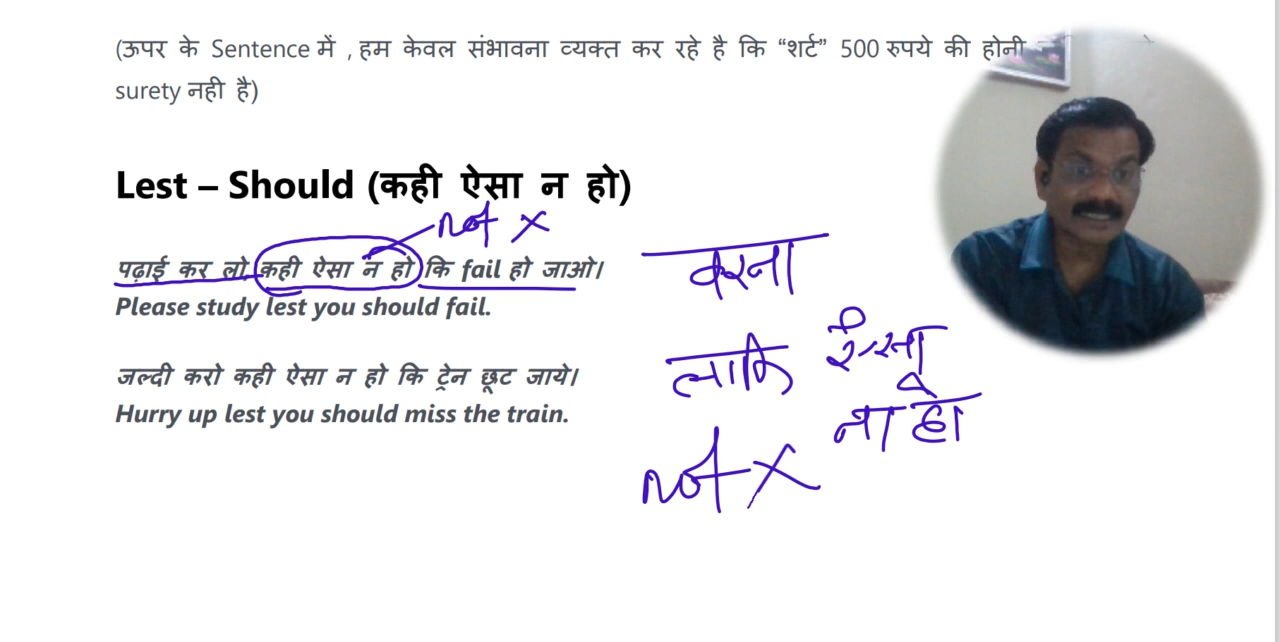 (ऊपर के Sentence में , हम केवल संभावना व्यक्त कर रहे है कि “शर्ट” 500 रुपये की होनी
surety नही है)
Lest – Should (कही ऐसा न हो)
not x
पढ़ाई कर लो कही ऐसा न हो कि fail हो जाओ।
Please study lest you should fail.
जल्दी करो कही ऐसा न हो कि ट्रेन छूट जाये।
Hurry up lest you should miss the train.
वरना
ताकि ऐसा
ना हो
not x